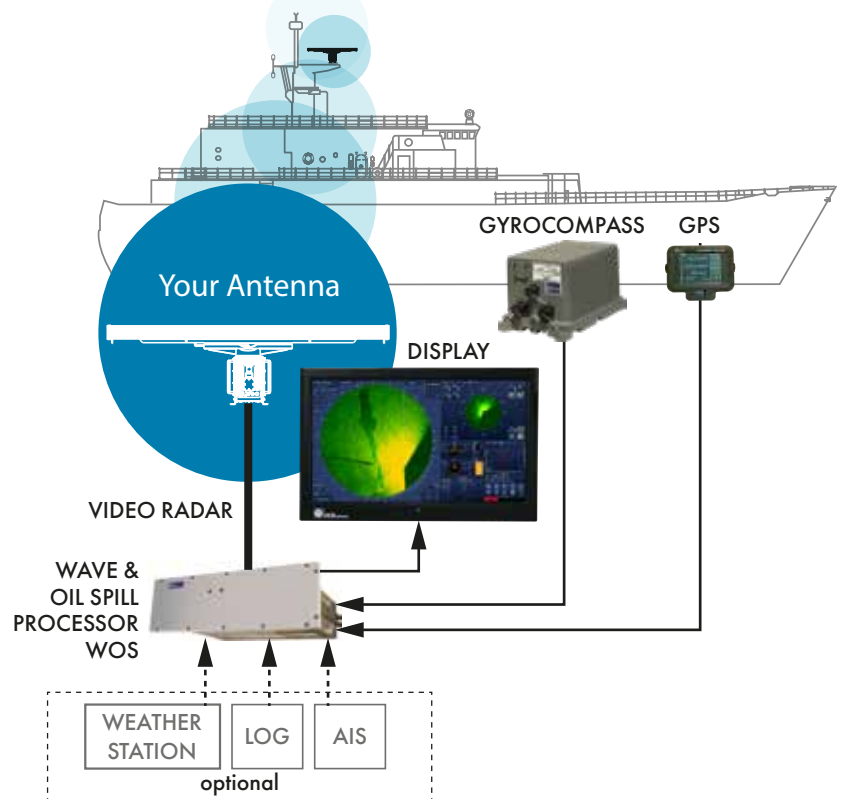 GYROCOMPASS
GPS
Your Antenna
DISPLAY
VIDEO RADAR
WAVE &
OIL SPILL
PROCESSOR
WOS
WEATHER
STATION
LOG
AIS
optional